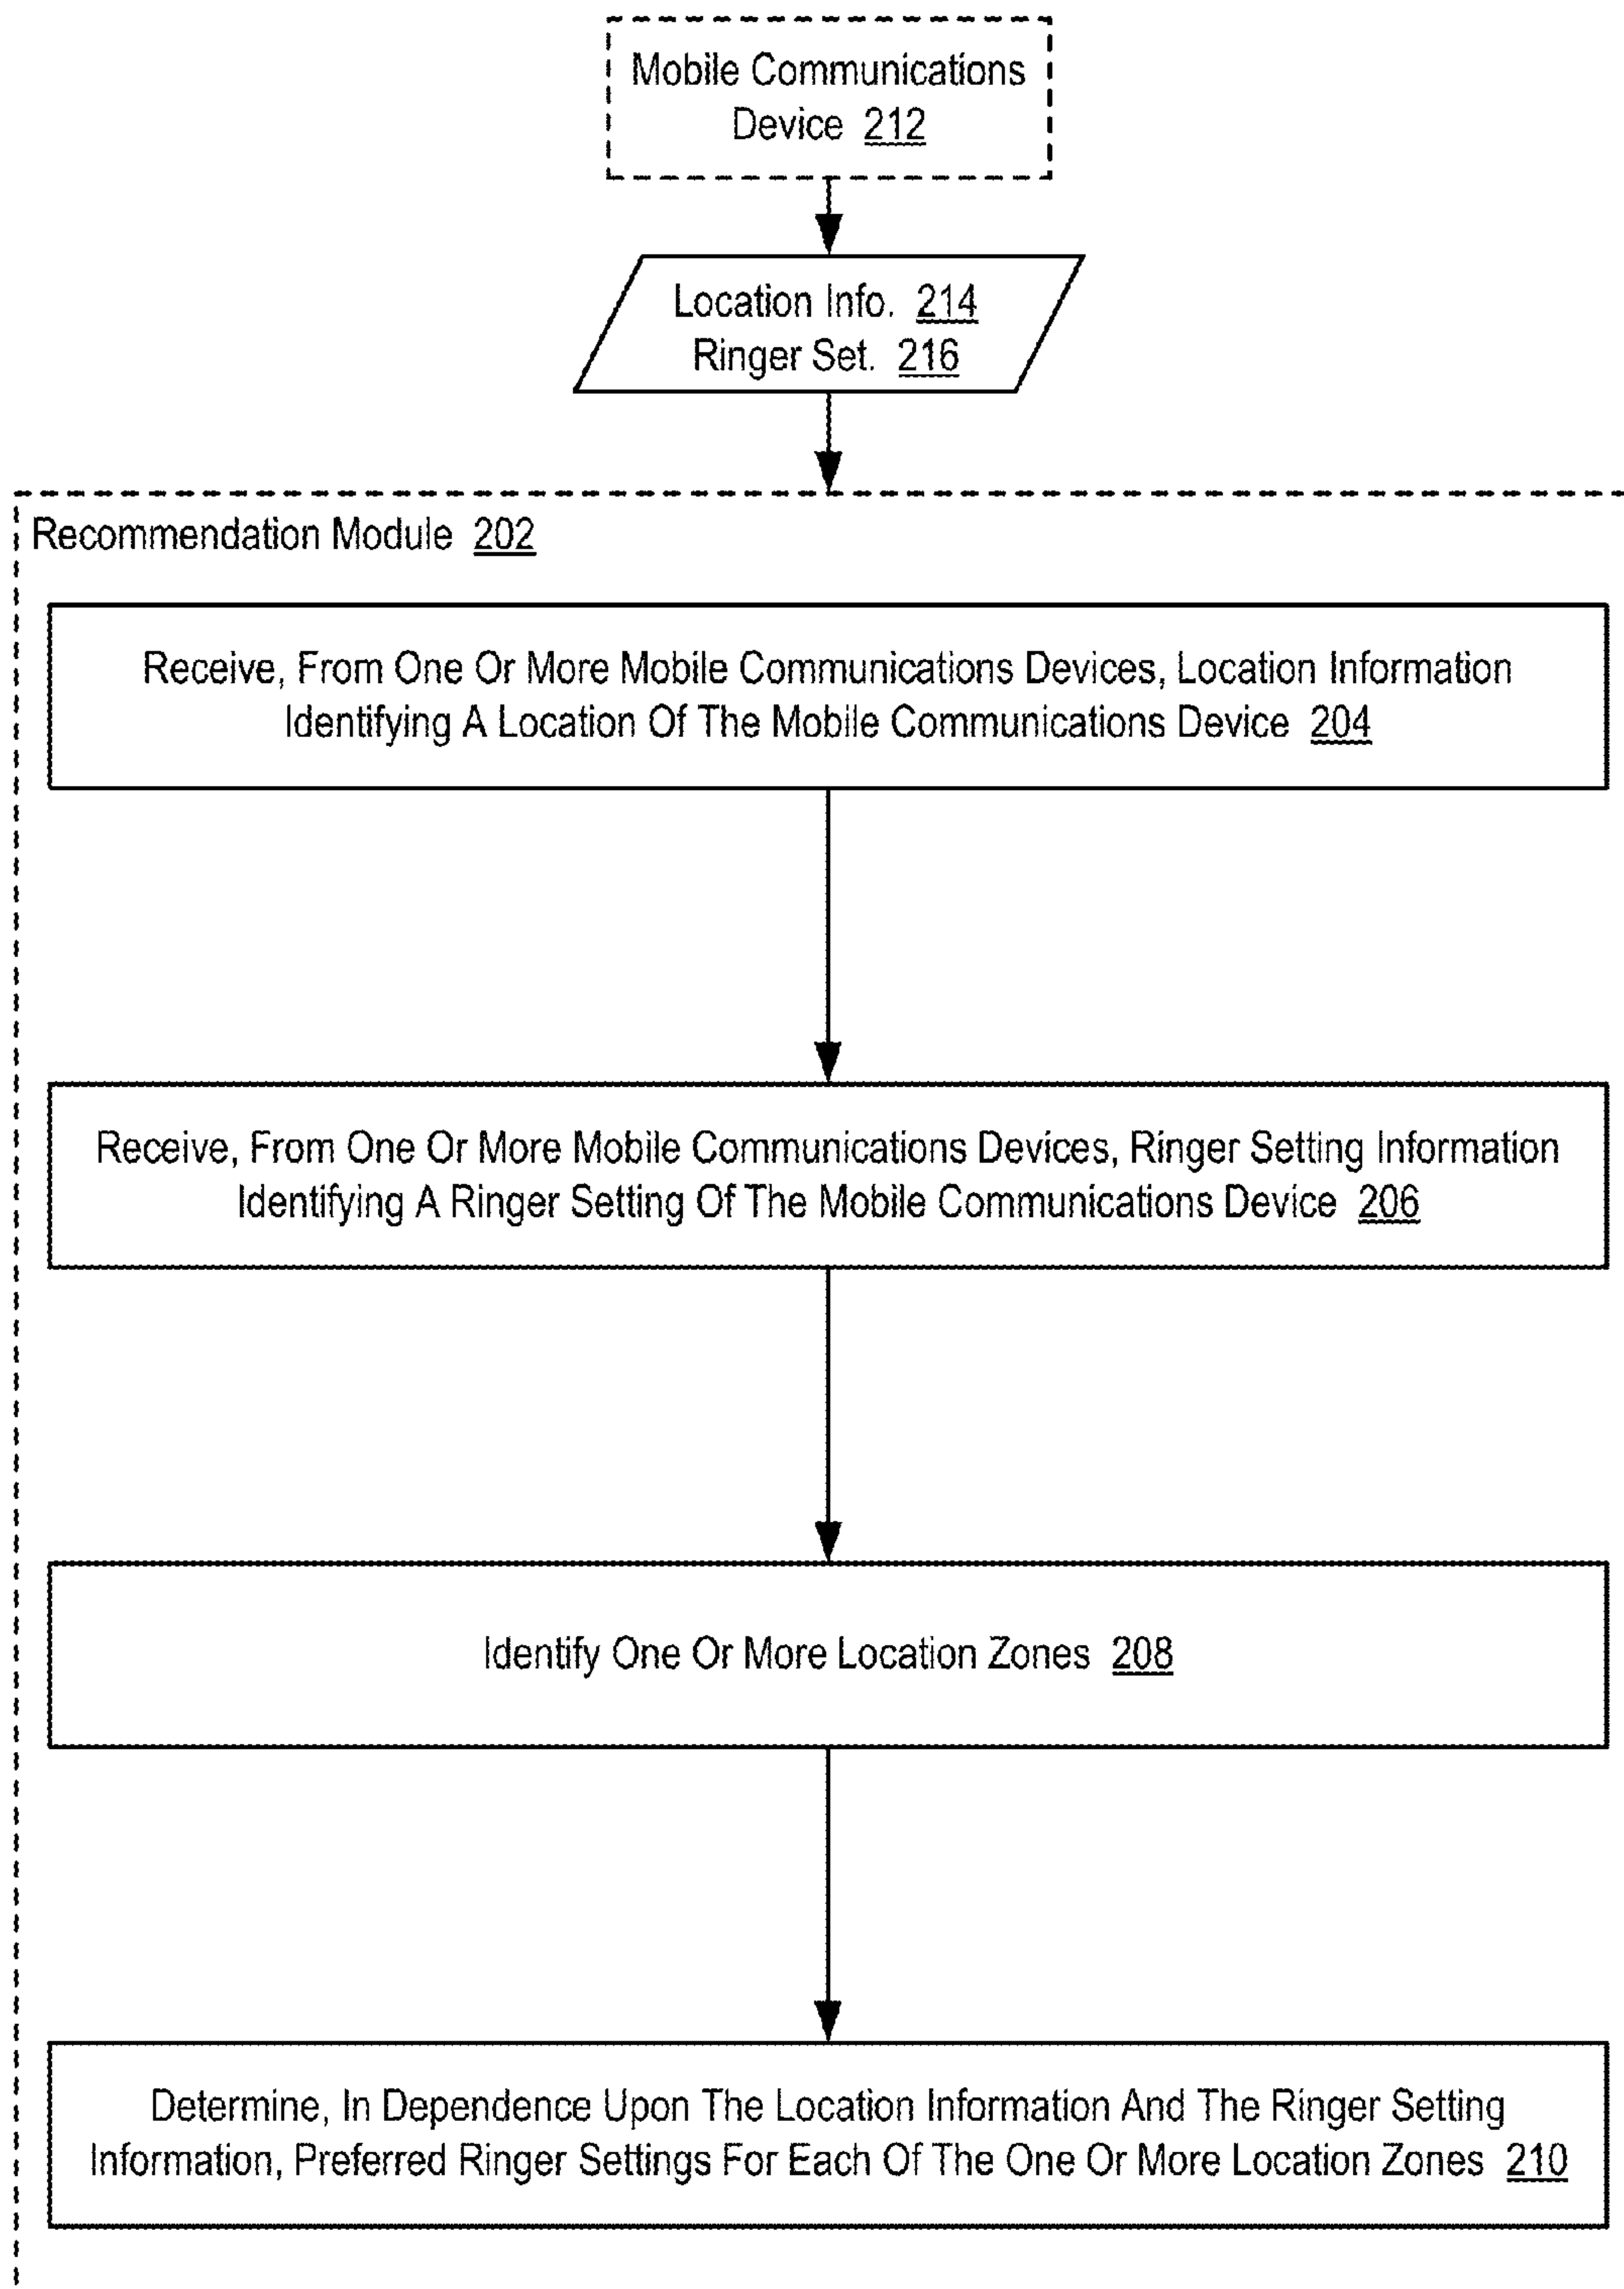 Mobile Communications
Device 212
Location Info. 214
Ringer Set. 216
Recommendation Module 202
Receive, From One Or More Mobile Communications Devices, Location Information
Identifying A Location Of The Mobile Communications Device 204
Receive, From One Or More Mobile Communications Devices, Ringer Setting Information
Identifying A Ringer Setting Of The Mobile Communications Device 206
Identify One Or More Location Zones 208
Determine, In Dependence Upon The Location Information And The Ringer Setting
Information, Preferred Ringer Settings For Each Of The One Or More Location Zones 210